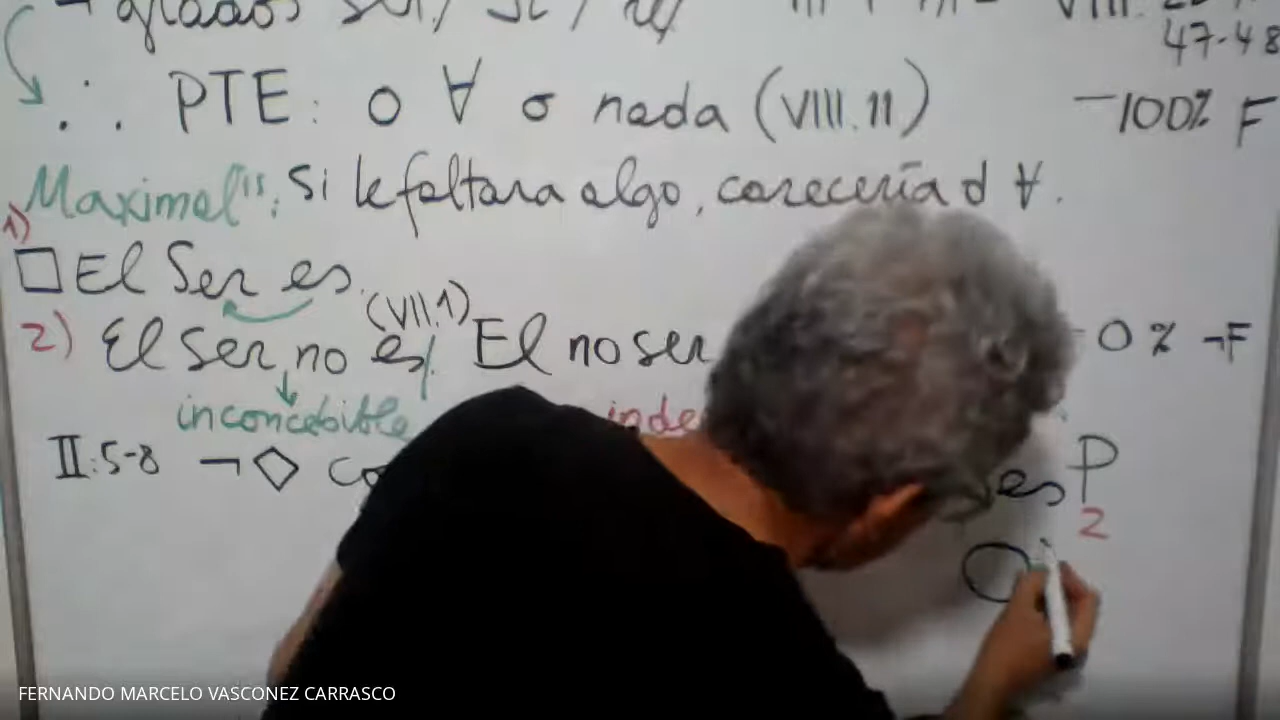 47-48
∴ PTE: o ∀ o nada (VIII.11) -100% F
Maximal": Si le faltara algo, carecería d ∀.
1)
□ El Ser es.
2) El Ser no es. (VII.1) El no ser - 0% ¬F
inconcebible inde
II:5-8 ¬ ◇ co es P
2
FERNANDO MARCELO VASCONEZ CARRASCO